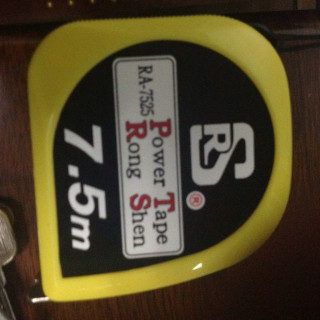 RS ®
Power Tape
Rong Shen
RA-7525
7.5m